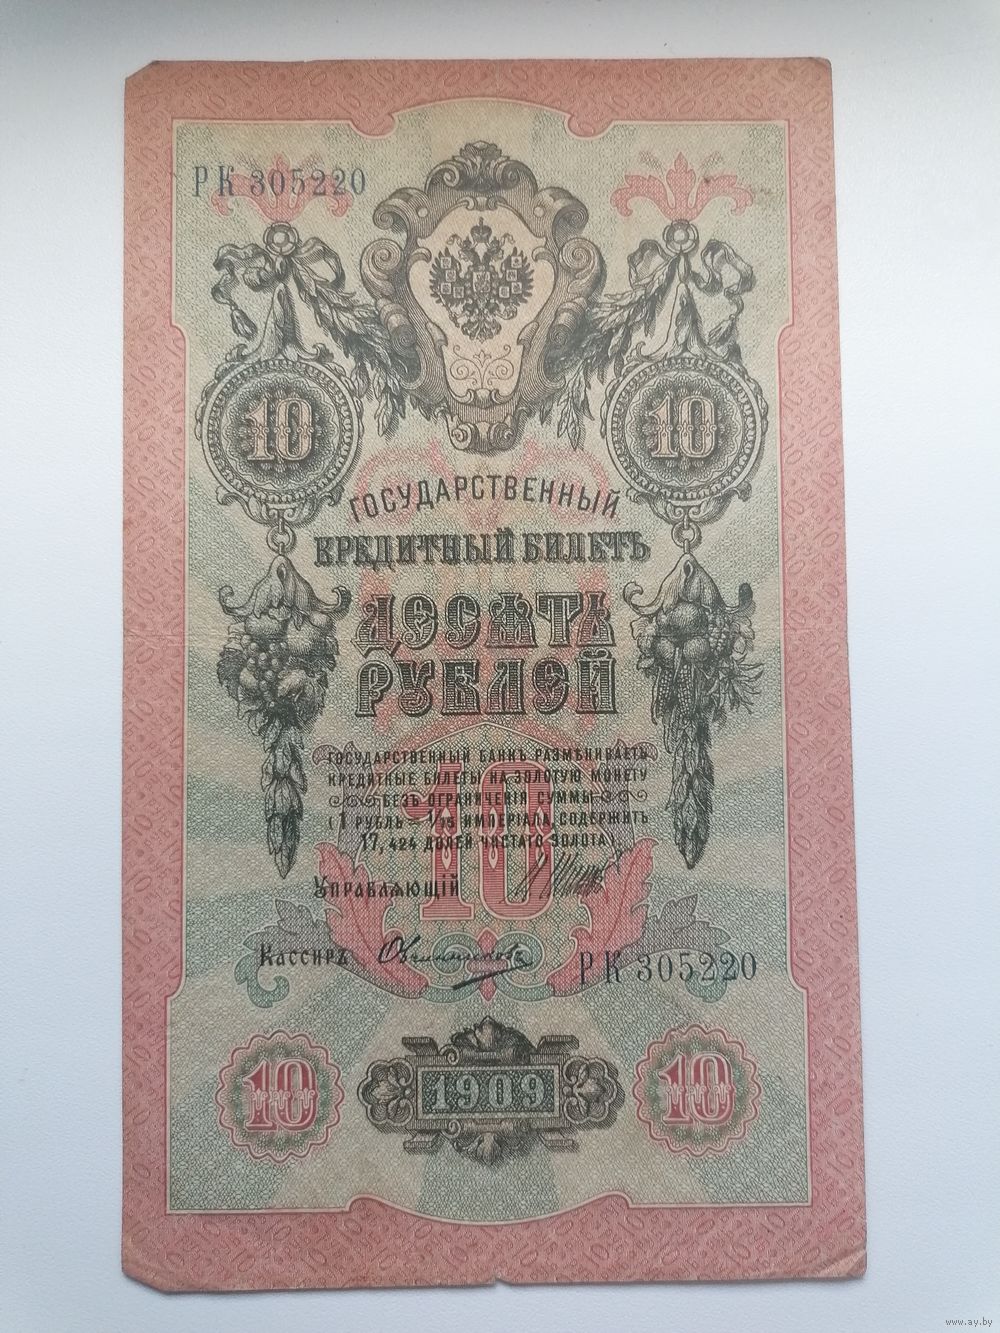 РК 305220
10 10
ГОСУДАРСТВЕННЫЙ
КРЕДИТНЫЙ БИЛЕТЪ
ДЕСЯТЬ
РУБЛЕЙ
ГОСУДАРСТВЕННЫЙ БАНКЪ РАЗМѢНИВАЕТЪ
КРЕДИТНЫЕ БИЛЕТЫ НА ЗОЛОТУЮ МОНЕТУ
БЕЗЪ ОГРАНИЧЕНІЯ СУММЫ
(1 РУБЛЬ = 1/15 ИМПЕРІАЛА, СОДЕРЖИТЪ
17,424 ДОЛЕЙ ЧИСТАГО ЗОЛОТА).
10
УПРАВЛЯЮЩІЙ
КАССИРЪ Овчинниковъ
РК 305220
10 1909 10
www.ay.by